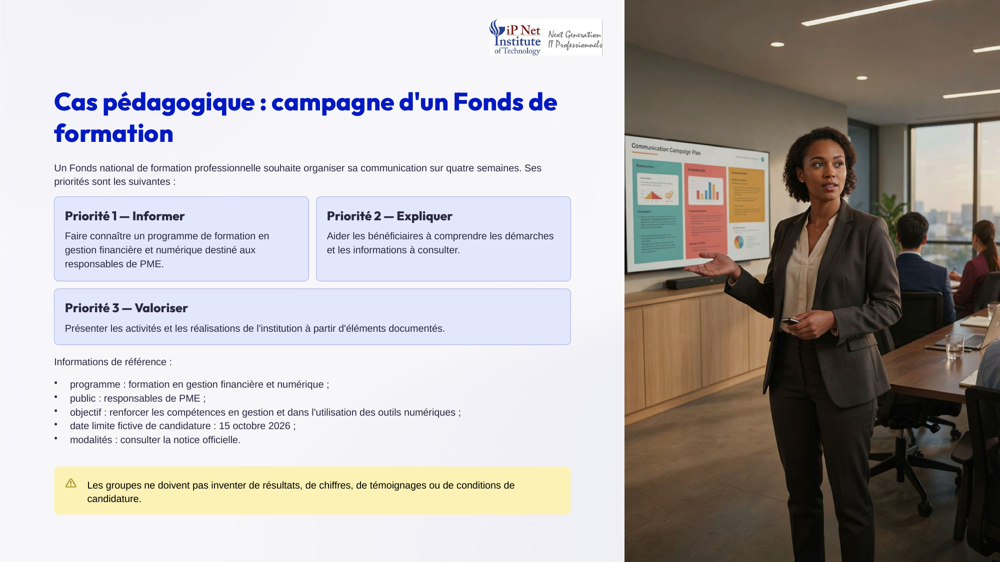 iP Net
Institute
of Technology
Next Generation
IT Professionnels
Cas pédagogique : campagne d'un Fonds de
formation
Un Fonds national de formation professionnelle souhaite organiser sa communication sur quatre semaines. Ses
priorités sont les suivantes :
Priorité 1 — Informer
Faire connaître un programme de formation en
gestion financière et numérique destiné aux
responsables de PME.
Priorité 2 — Expliquer
Aider les bénéficiaires à comprendre les démarches
et les informations à consulter.
Priorité 3 — Valoriser
Présenter les activités et les réalisations de l'institution à partir d'éléments documentés.
Informations de référence :
• programme : formation en gestion financière et numérique ;
• public : responsables de PME ;
• objectif : renforcer les compétences en gestion et dans l'utilisation des outils numériques ;
• date limite fictive de candidature : 15 octobre 2026 ;
• modalités : consulter la notice officielle.
Les groupes ne doivent pas inventer de résultats, de chiffres, de témoignages ou de conditions de
candidature.
Communication Campaign Plan